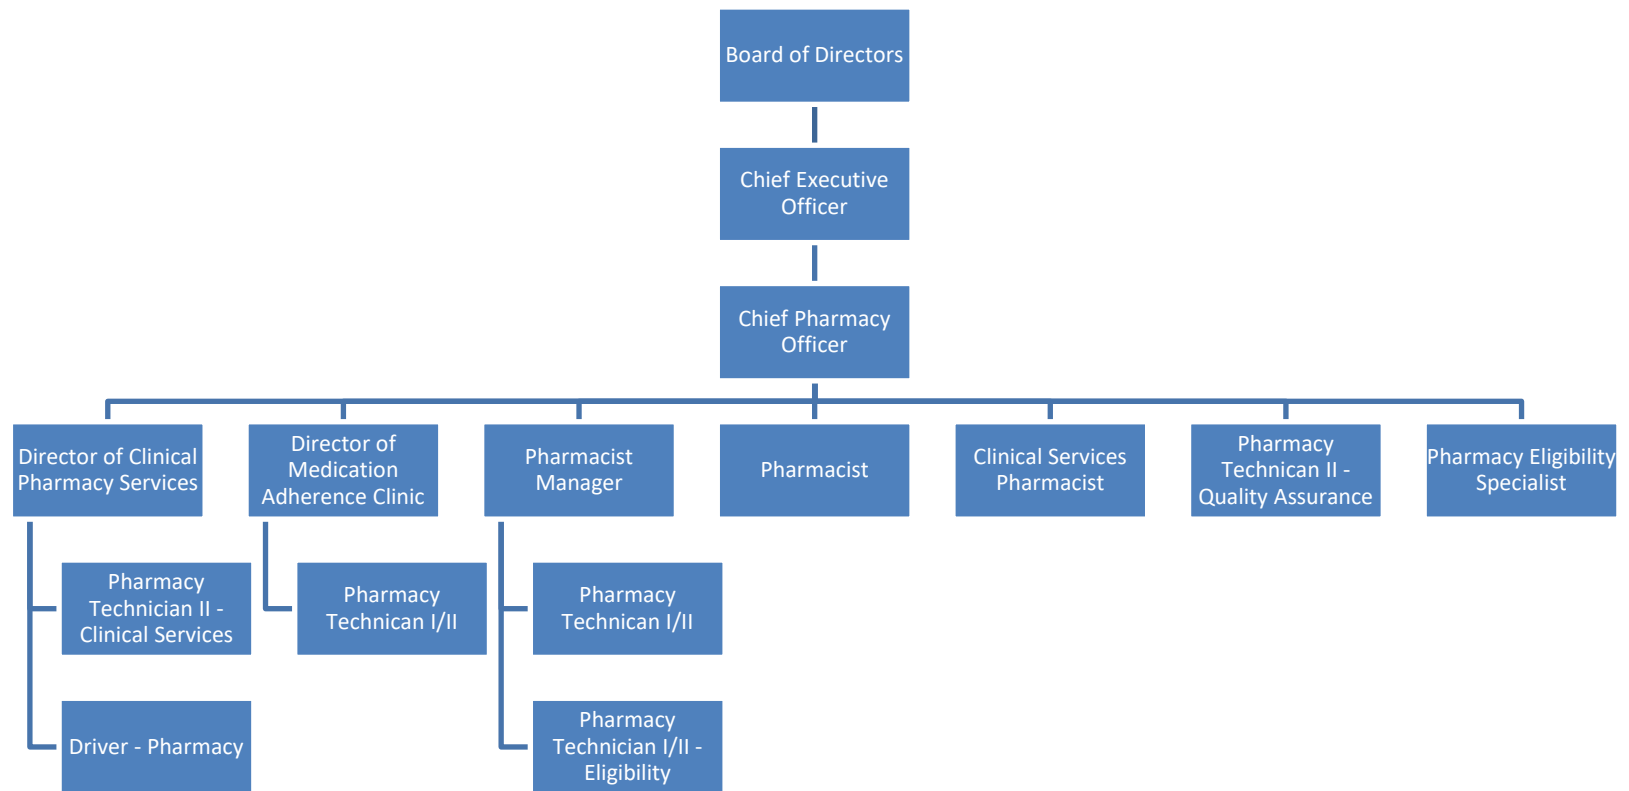 Board of Directors
Chief Executive
Officer
Chief Pharmacy
Officer
Director of Clinical
Pharmacy Services
Director of
Medication
Adherence Clinic
Pharmacist
Manager
Pharmacist
Clinical Services
Pharmacist
Pharmacy
Technican II -
Quality Assurance
Pharmacy Eligibility
Specialist
Pharmacy
Technician II -
Clinical Services
Pharmacy
Technican I/II
Pharmacy
Technican I/II
Driver - Pharmacy
Pharmacy
Technician I/II -
Eligibility